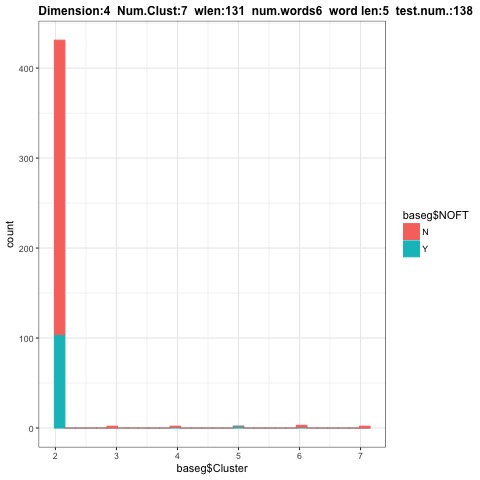 Dimension:4 Num.Clust:7 wlen:131 num.words6 word len:5 test.num.:138
400
300
200
100
0
count
2 3 4 5 6 7
baseg$Cluster
baseg$NOFT
N
Y